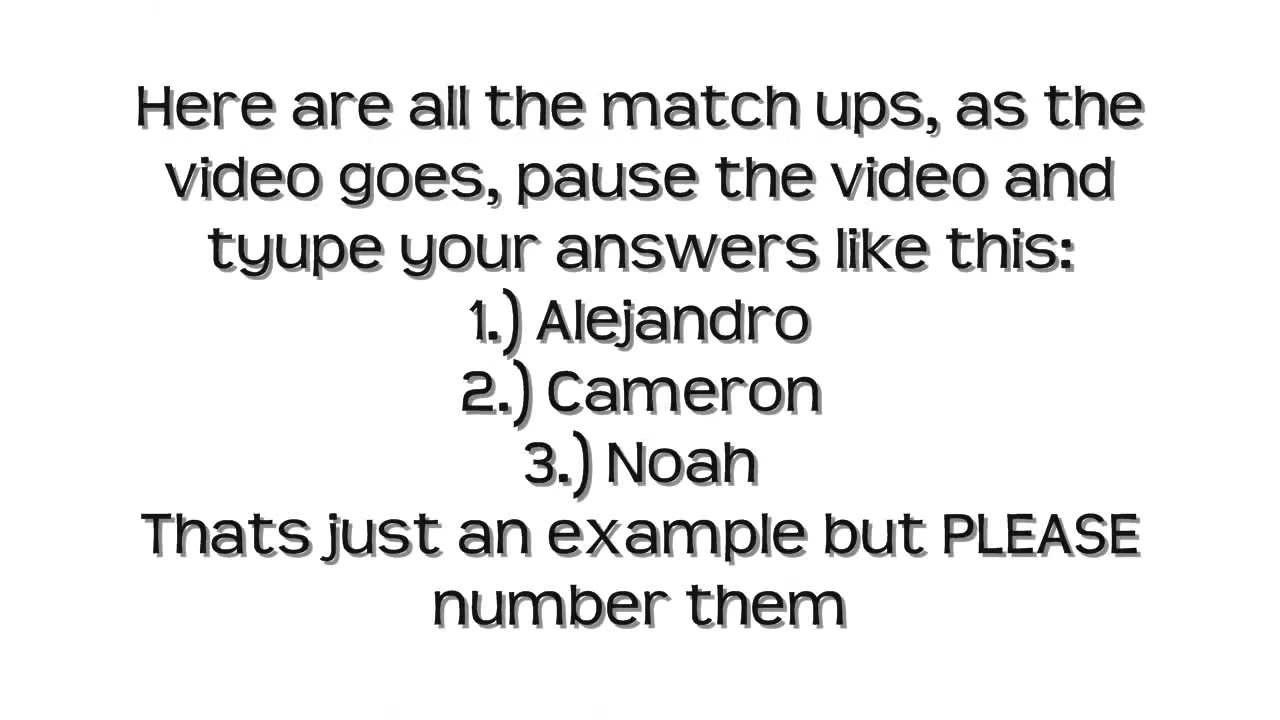 Here are all the match ups, as the
video goes, pause the video and
tyupe your answers like this:
1.) Alejandro
2.) Cameron
3.) Noah
Thats just an example but PLEASE
number them